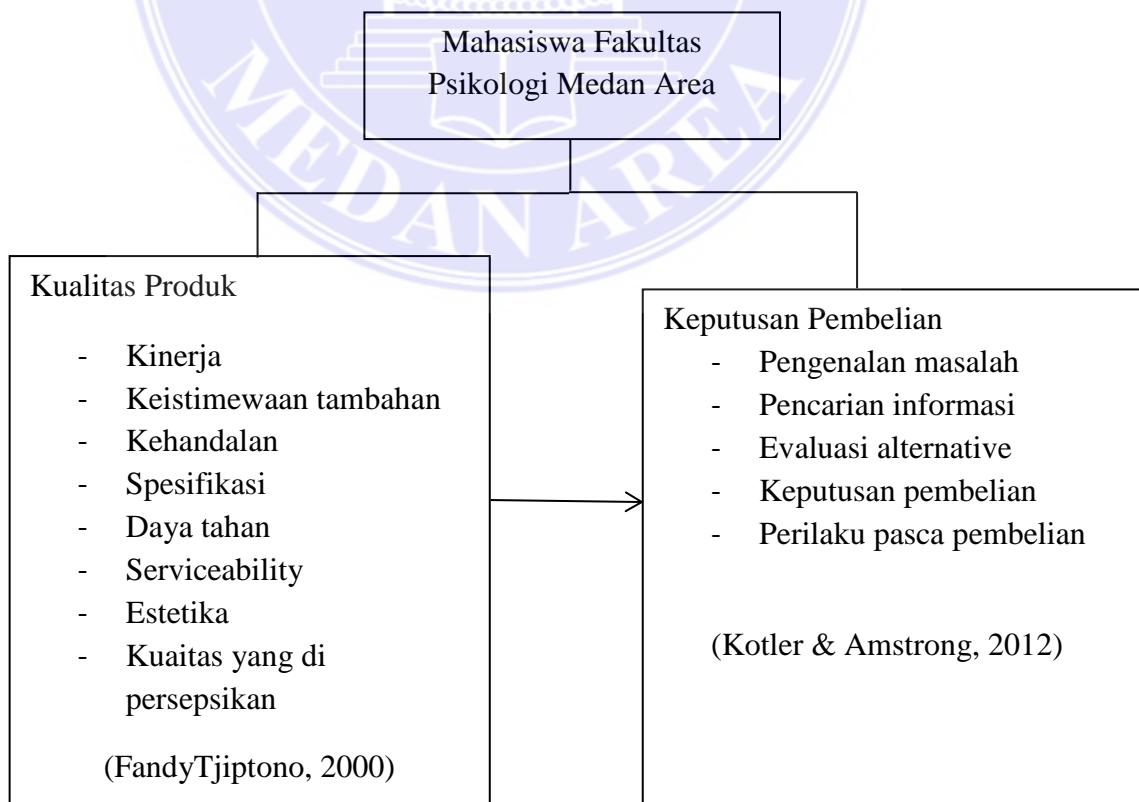 Mahasiswa Fakultas
Psikologi Medan Area
MEDAN AREA
Kualitas Produk
- Kinerja
- Keistimewaan tambahan
- Kehandalan
- Spesifikasi
- Daya tahan
- Serviceability
- Estetika
- Kuaitas yang di
persepsikan
(FandyTjiptono, 2000)
Keputusan Pembelian
- Pengenalan masalah
- Pencarian informasi
- Evaluasi alternative
- Keputusan pembelian
- Perilaku pasca pembelian
(Kotler & Amstrong, 2012)